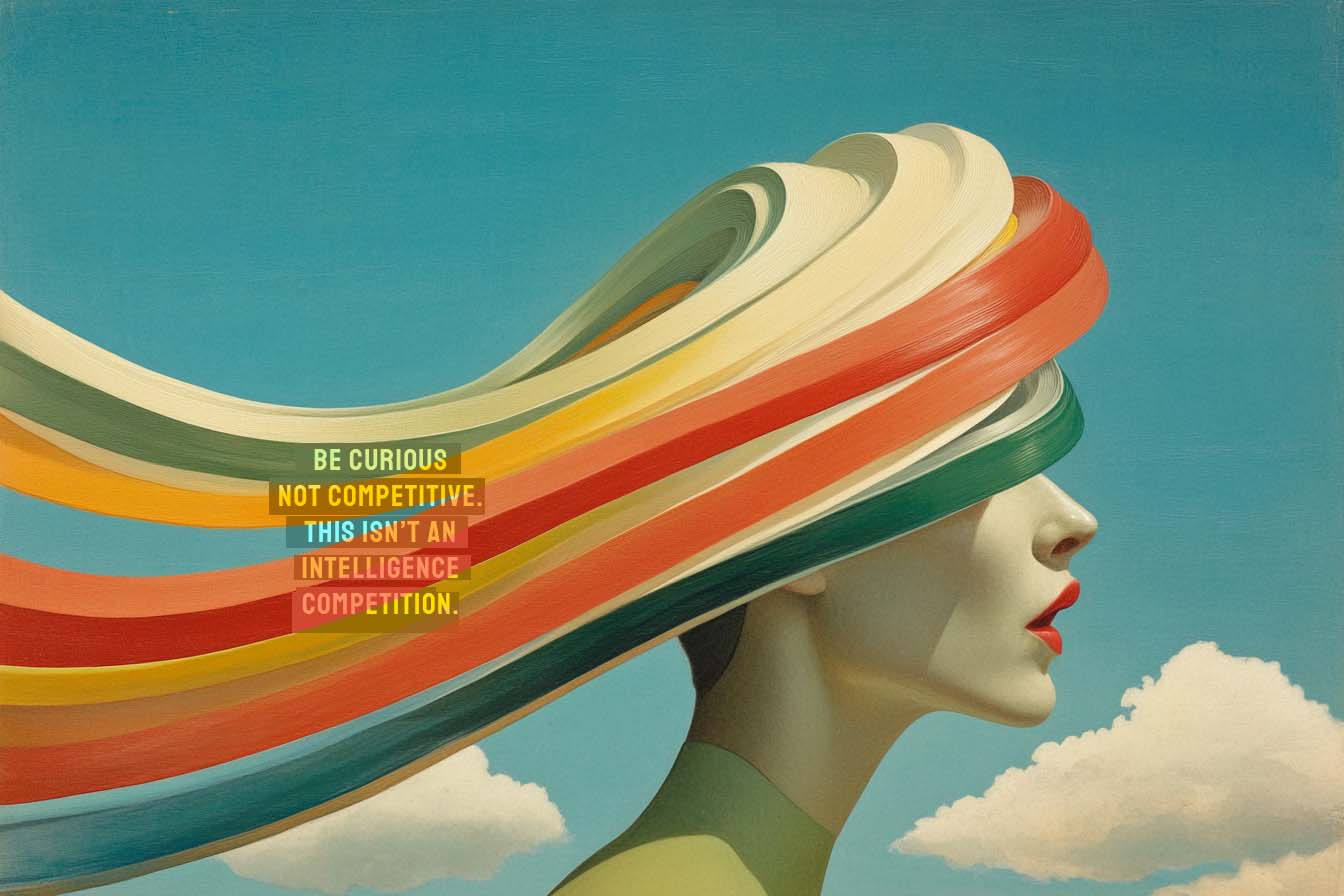 BE CURIOUS
NOT COMPETITIVE.
THIS ISN’T AN
INTELLIGENCE
COMPETITION.